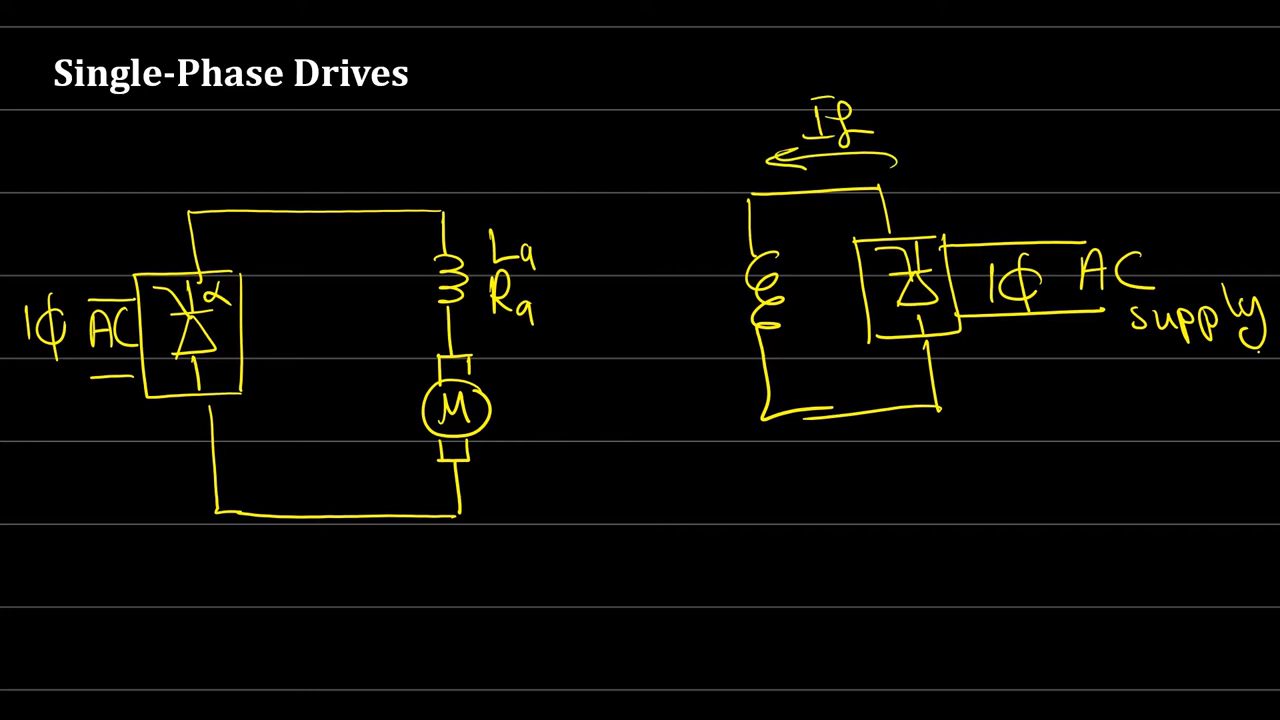 Single-Phase Drives
If
La
Ra
1ϕ AC
α
M
1ϕ AC
supply